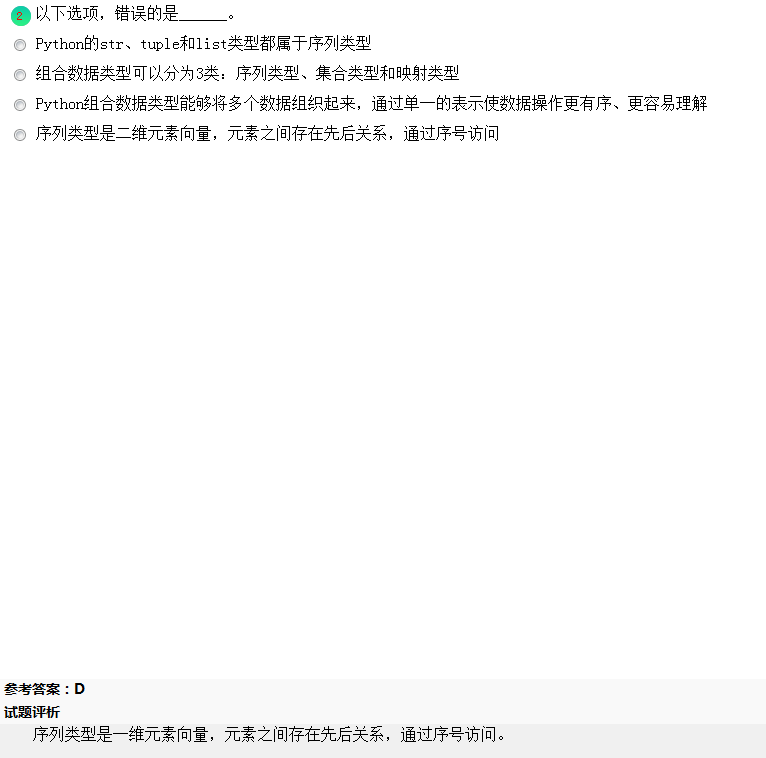 2 以下选项，错误的是______。
Python的str、tuple和list类型都属于序列类型
组合数据类型可以分为3类：序列类型、集合类型和映射类型
Python组合数据类型能够将多个数据组织起来，通过单一的表示使数据操作更有序、更容易理解
序列类型是二维元素向量，元素之间存在先后关系，通过序号访问
参考答案：D
试题评析
序列类型是一维元素向量，元素之间存在先后关系，通过序号访问。